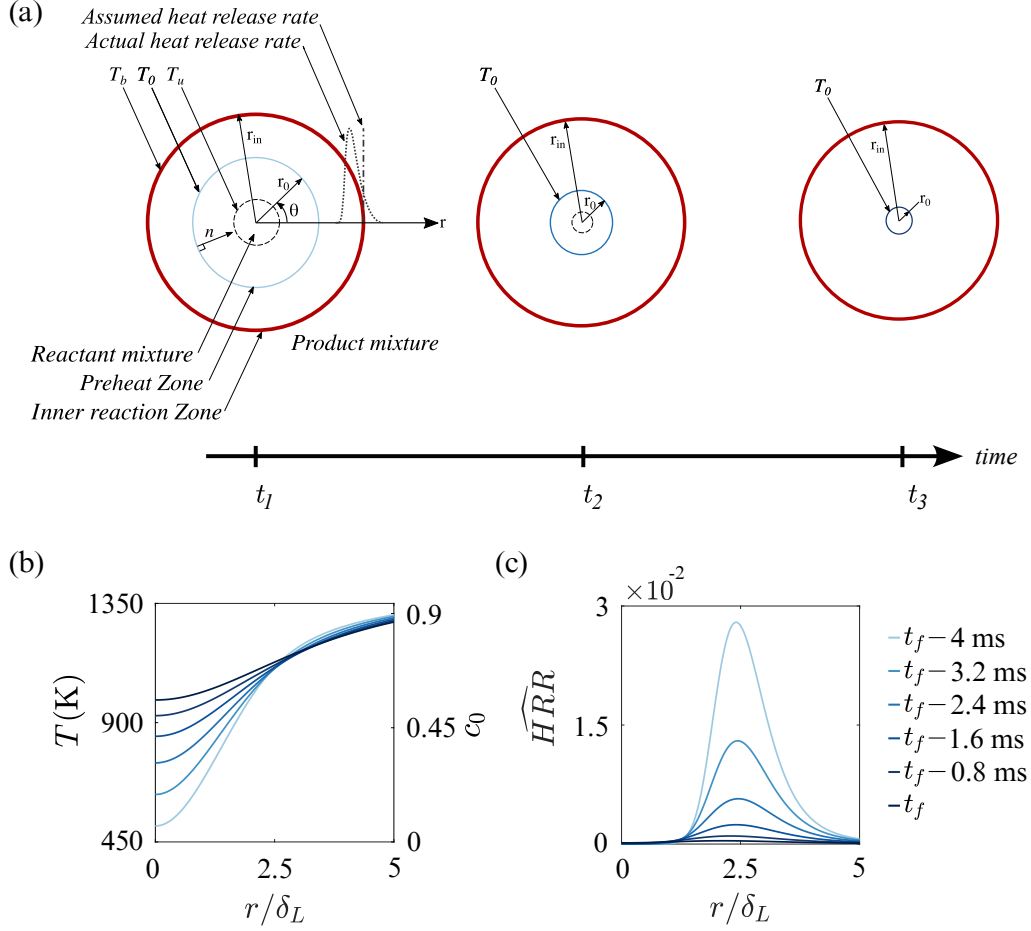 (a)
Assumed heat release rate
Actual heat release rate
T_b T_0 T_u
r_in
r_0
θ
n
r
Reactant mixture
Preheat Zone
Inner reaction Zone
Product mixture
T_0
r_in
r_0
T_0
r_in
r_0
time
t_1 t_2 t_3
(b)
1350
900
450
T(K)
0.9
0.45
0
c_0
0 2.5 5
r/δ_L
(c)
×10^-2
3
1.5
0
\widehat{HRR}
0 2.5 5
r/δ_L
t_f − 4 ms
t_f − 3.2 ms
t_f − 2.4 ms
t_f − 1.6 ms
t_f − 0.8 ms
t_f